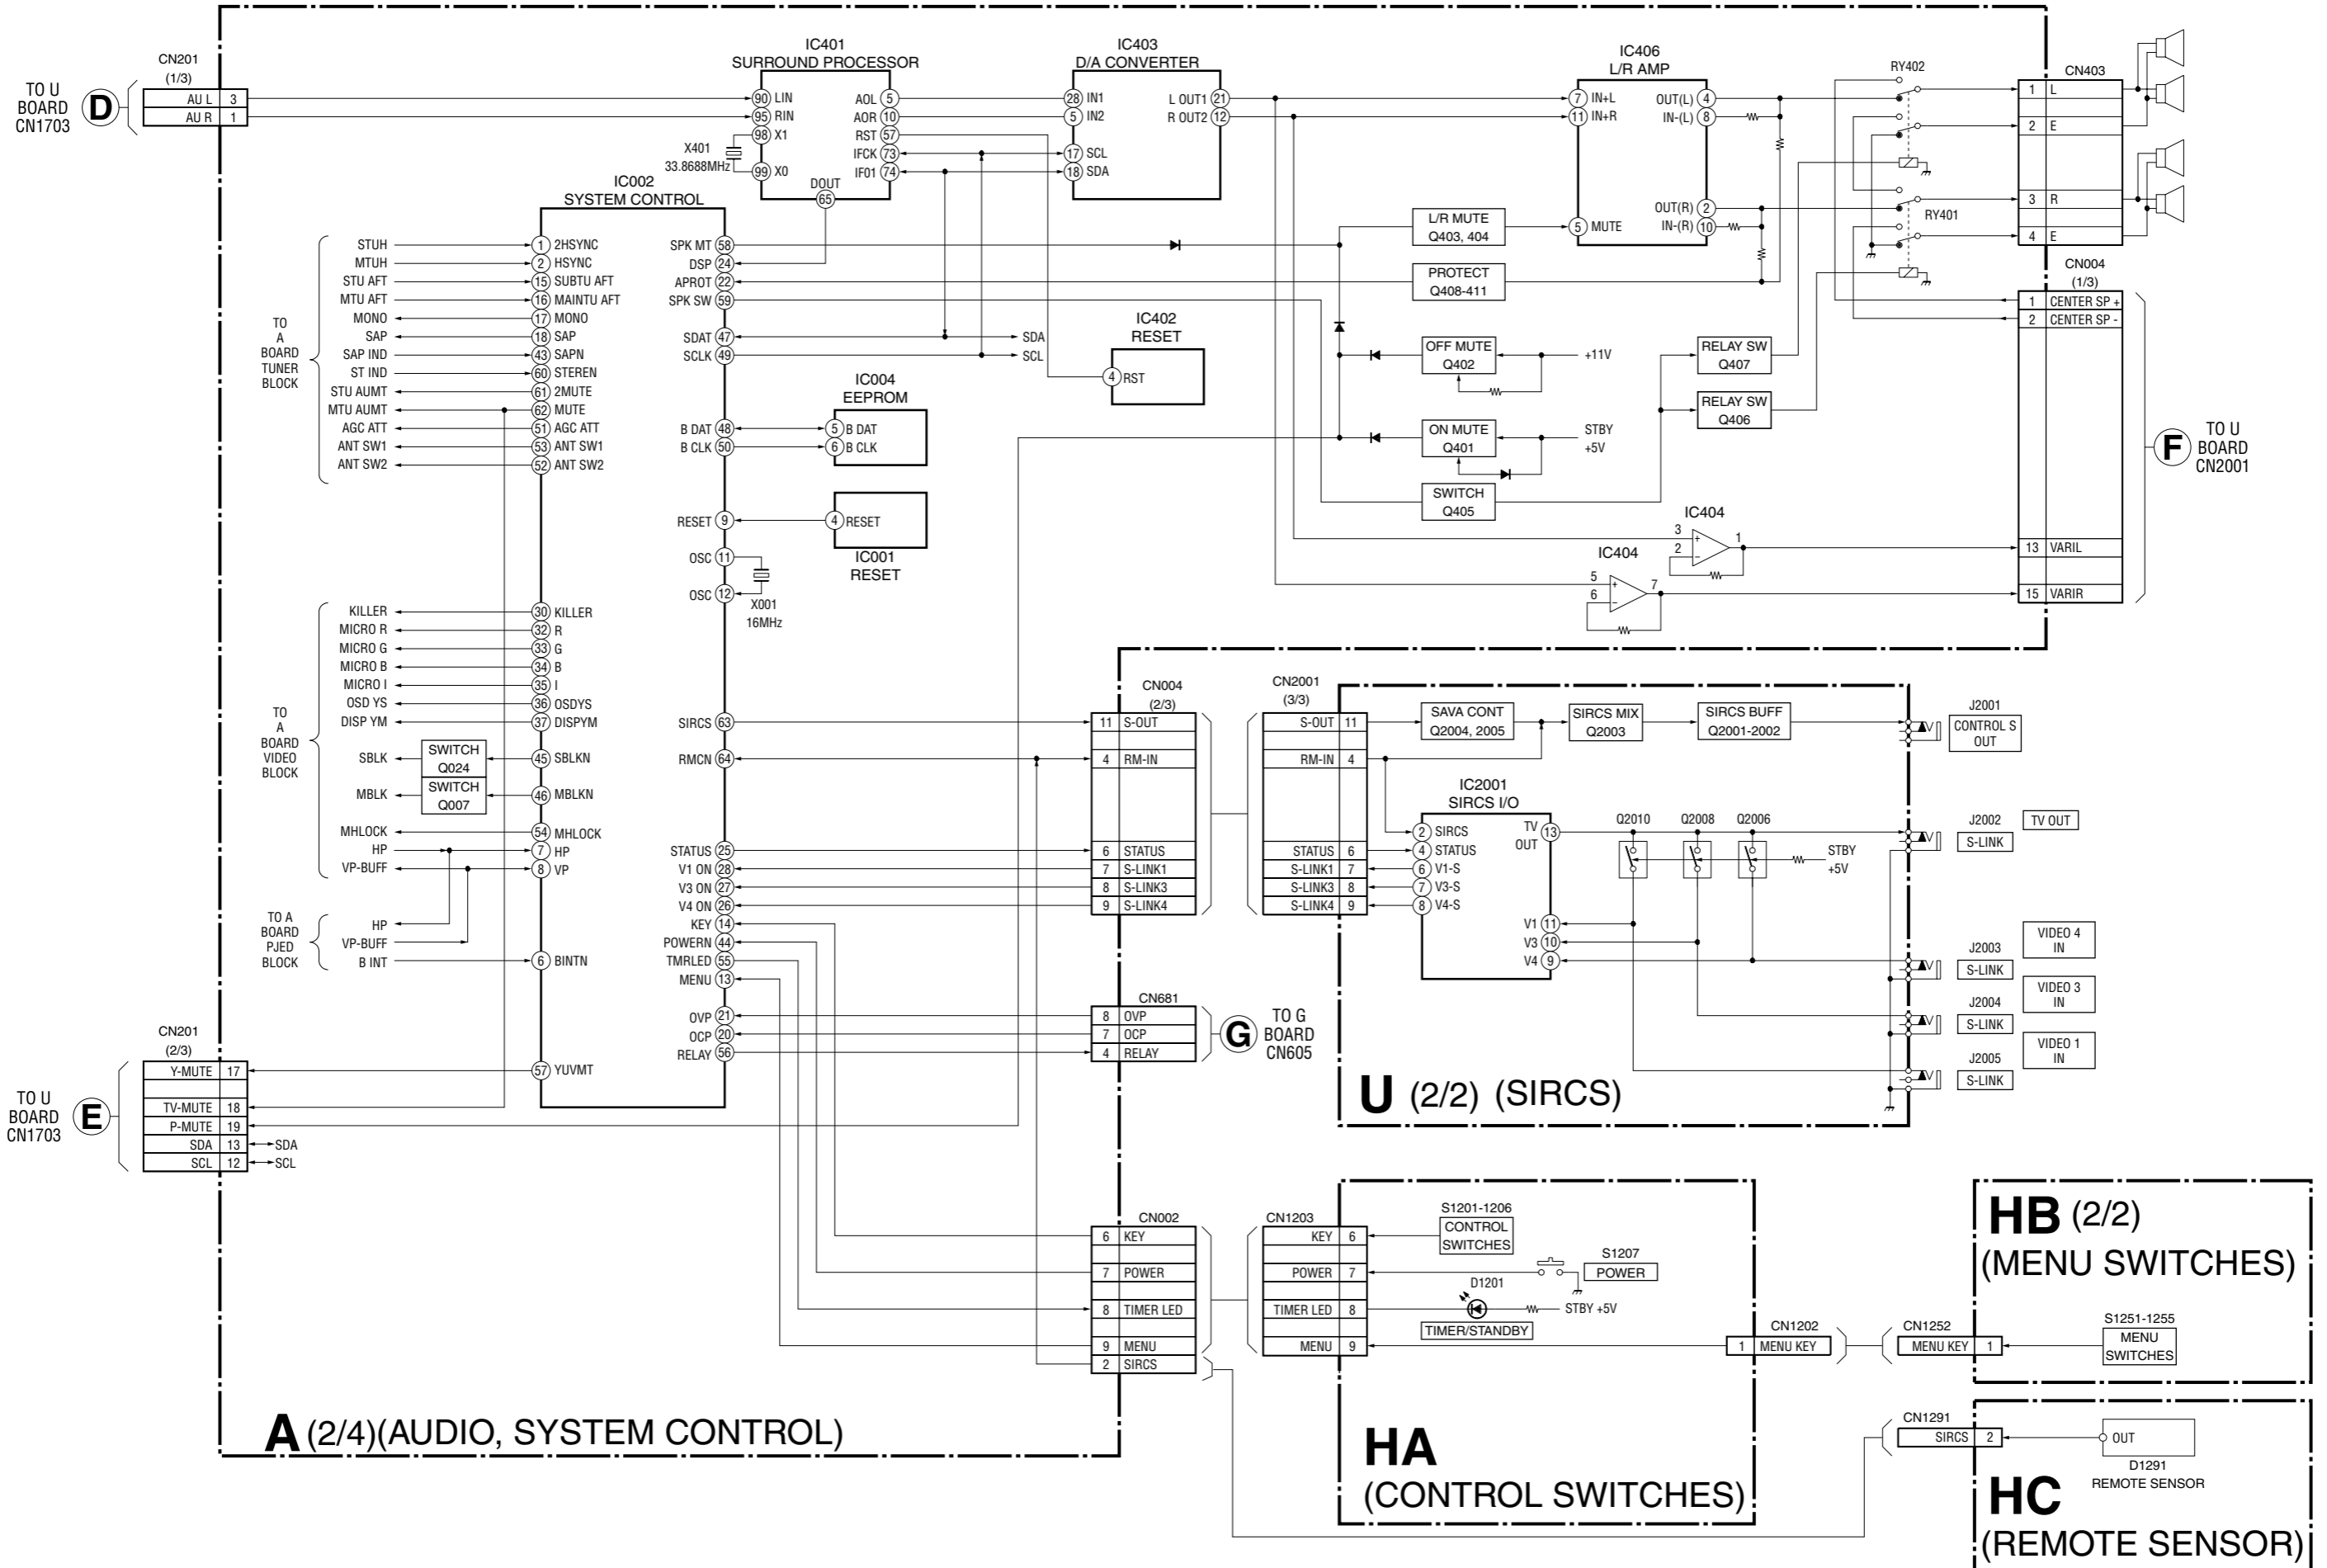 TO U
BOARD
CN1703
D
CN201
(1/3)
AU L 3
AU R 1
IC401
SURROUND PROCESSOR
90 LIN
95 RIN
98 X1
99 X0
AOL 5
AOR 10
RST 57
IFCK 73
IF01 74
DOUT
65
X401
33.8688MHz
IC403
D/A CONVERTER
28 IN1
5 IN2
17 SCL
18 SDA
L OUT1 21
R OUT2 12
IC406
L/R AMP
7 IN+L
11 IN+R
5 MUTE
OUT(L) 4
IN-(L) 8
OUT(R) 2
IN-(R) 10
RY402
RY401
CN403
1 L
2 E
3 R
4 E
CN004
(1/3)
1 CENTER SP +
2 CENTER SP -
13 VARIL
15 VARIR
F
TO U
BOARD
CN2001
L/R MUTE
Q403, 404
PROTECT
Q408-411
OFF MUTE
Q402
+11V
ON MUTE
Q401
STBY
+5V
SWITCH
Q405
RELAY SW
Q407
RELAY SW
Q406
IC404
3
+
2
−
1
IC404
5
+
6
−
7
IC402
RESET
4 RST
IC004
EEPROM
5 B DAT
6 B CLK
4 RESET
IC001
RESET
X001
16MHz
SDA
SCL
IC002
SYSTEM CONTROL
TO
A
BOARD
TUNER
BLOCK
STUH 1 2HSYNC
MTUH 2 HSYNC
STU AFT 15 SUBTU AFT
MTU AFT 16 MAINTU AFT
MONO 17 MONO
SAP 18 SAP
SAP IND 43 SAPN
ST IND 60 STEREN
STU AUMT 61 2MUTE
MTU AUMT 62 MUTE
AGC ATT 51 AGC ATT
ANT SW1 53 ANT SW1
ANT SW2 52 ANT SW2
TO
A
BOARD
VIDEO
BLOCK
KILLER 30 KILLER
MICRO R 32 R
MICRO G 33 G
MICRO B 34 B
MICRO I 35 I
OSD YS 36 OSDYS
DISP YM 37 DISPYM
SBLK SWITCH
Q024 45 SBLKN
MBLK SWITCH
Q007 46 MBLKN
MHLOCK 54 MHLOCK
HP 7 HP
VP-BUFF 8 VP
TO A
BOARD
PJED
BLOCK
HP
VP-BUFF
B INT 6 BINTN
57 YUVMT
SPK MT 58
DSP 24
APROT 22
SPK SW 59
SDAT 47
SCLK 49
B DAT 48
B CLK 50
RESET 9
OSC 11
OSC 12
SIRCS 63
RMCN 64
STATUS 25
V1 ON 28
V3 ON 27
V4 ON 26
KEY 14
POWERN 44
TMRLED 55
MENU 13
OVP 21
OCP 20
RELAY 56
TO U
BOARD
CN1703
E
CN201
(2/3)
Y-MUTE 17
TV-MUTE 18
P-MUTE 19
SDA 13 SDA
SCL 12 SCL
CN004
(2/3)
11 S-OUT
4 RM-IN
6 STATUS
7 S-LINK1
8 S-LINK3
9 S-LINK4
CN2001
(3/3)
S-OUT 11
RM-IN 4
STATUS 6
S-LINK1 7
S-LINK3 8
S-LINK4 9
SAVA CONT
Q2004, 2005
SIRCS MIX
Q2003
SIRCS BUFF
Q2001-2002
J2001
CONTROL S
OUT
IC2001
SIRCS I/O
2 SIRCS
4 STATUS
6 V1-S
7 V3-S
8 V4-S
TV
OUT 13
V1 11
V3 10
V4 9
Q2010
Q2008
Q2006
STBY
+5V
J2002
TV OUT
S-LINK
J2003
S-LINK
VIDEO 4
IN
J2004
S-LINK
VIDEO 3
IN
J2005
S-LINK
VIDEO 1
IN
U (2/2) (SIRCS)
CN681
8 OVP
7 OCP
4 RELAY
G
TO G
BOARD
CN605
CN002
6 KEY
7 POWER
8 TIMER LED
9 MENU
2 SIRCS
CN1203
KEY 6
POWER 7
TIMER LED 8
MENU 9
S1201-1206
CONTROL
SWITCHES
S1207
POWER
D1201
STBY +5V
TIMER/STANDBY
CN1202
1 MENU KEY
CN1252
MENU KEY 1
HB (2/2)
(MENU SWITCHES)
S1251-1255
MENU
SWITCHES
CN1291
SIRCS 2
OUT
D1291
REMOTE SENSOR
HC
(REMOTE SENSOR)
HA
(CONTROL SWITCHES)
A (2/4)(AUDIO, SYSTEM CONTROL)